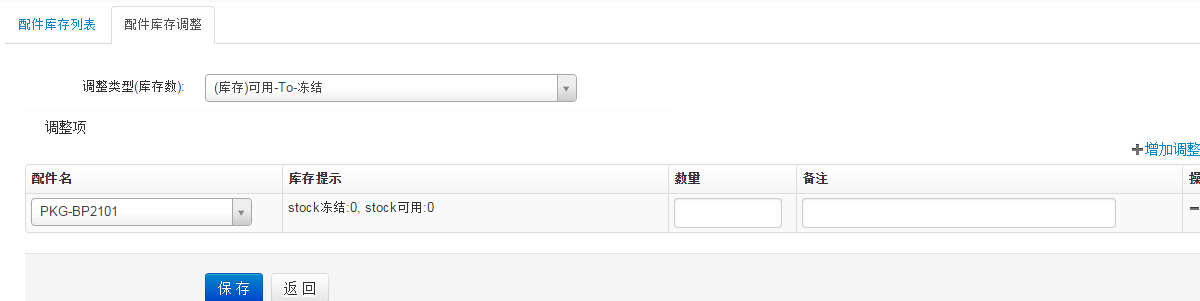 配件库存列表 配件库存调整
调整类型(库存数): (库存)可用-To-冻结
调整项
增加调整
配件名 库存提示 数量 备注
PKG-BP2101 stock冻结:0, stock可用:0
保 存 返 回